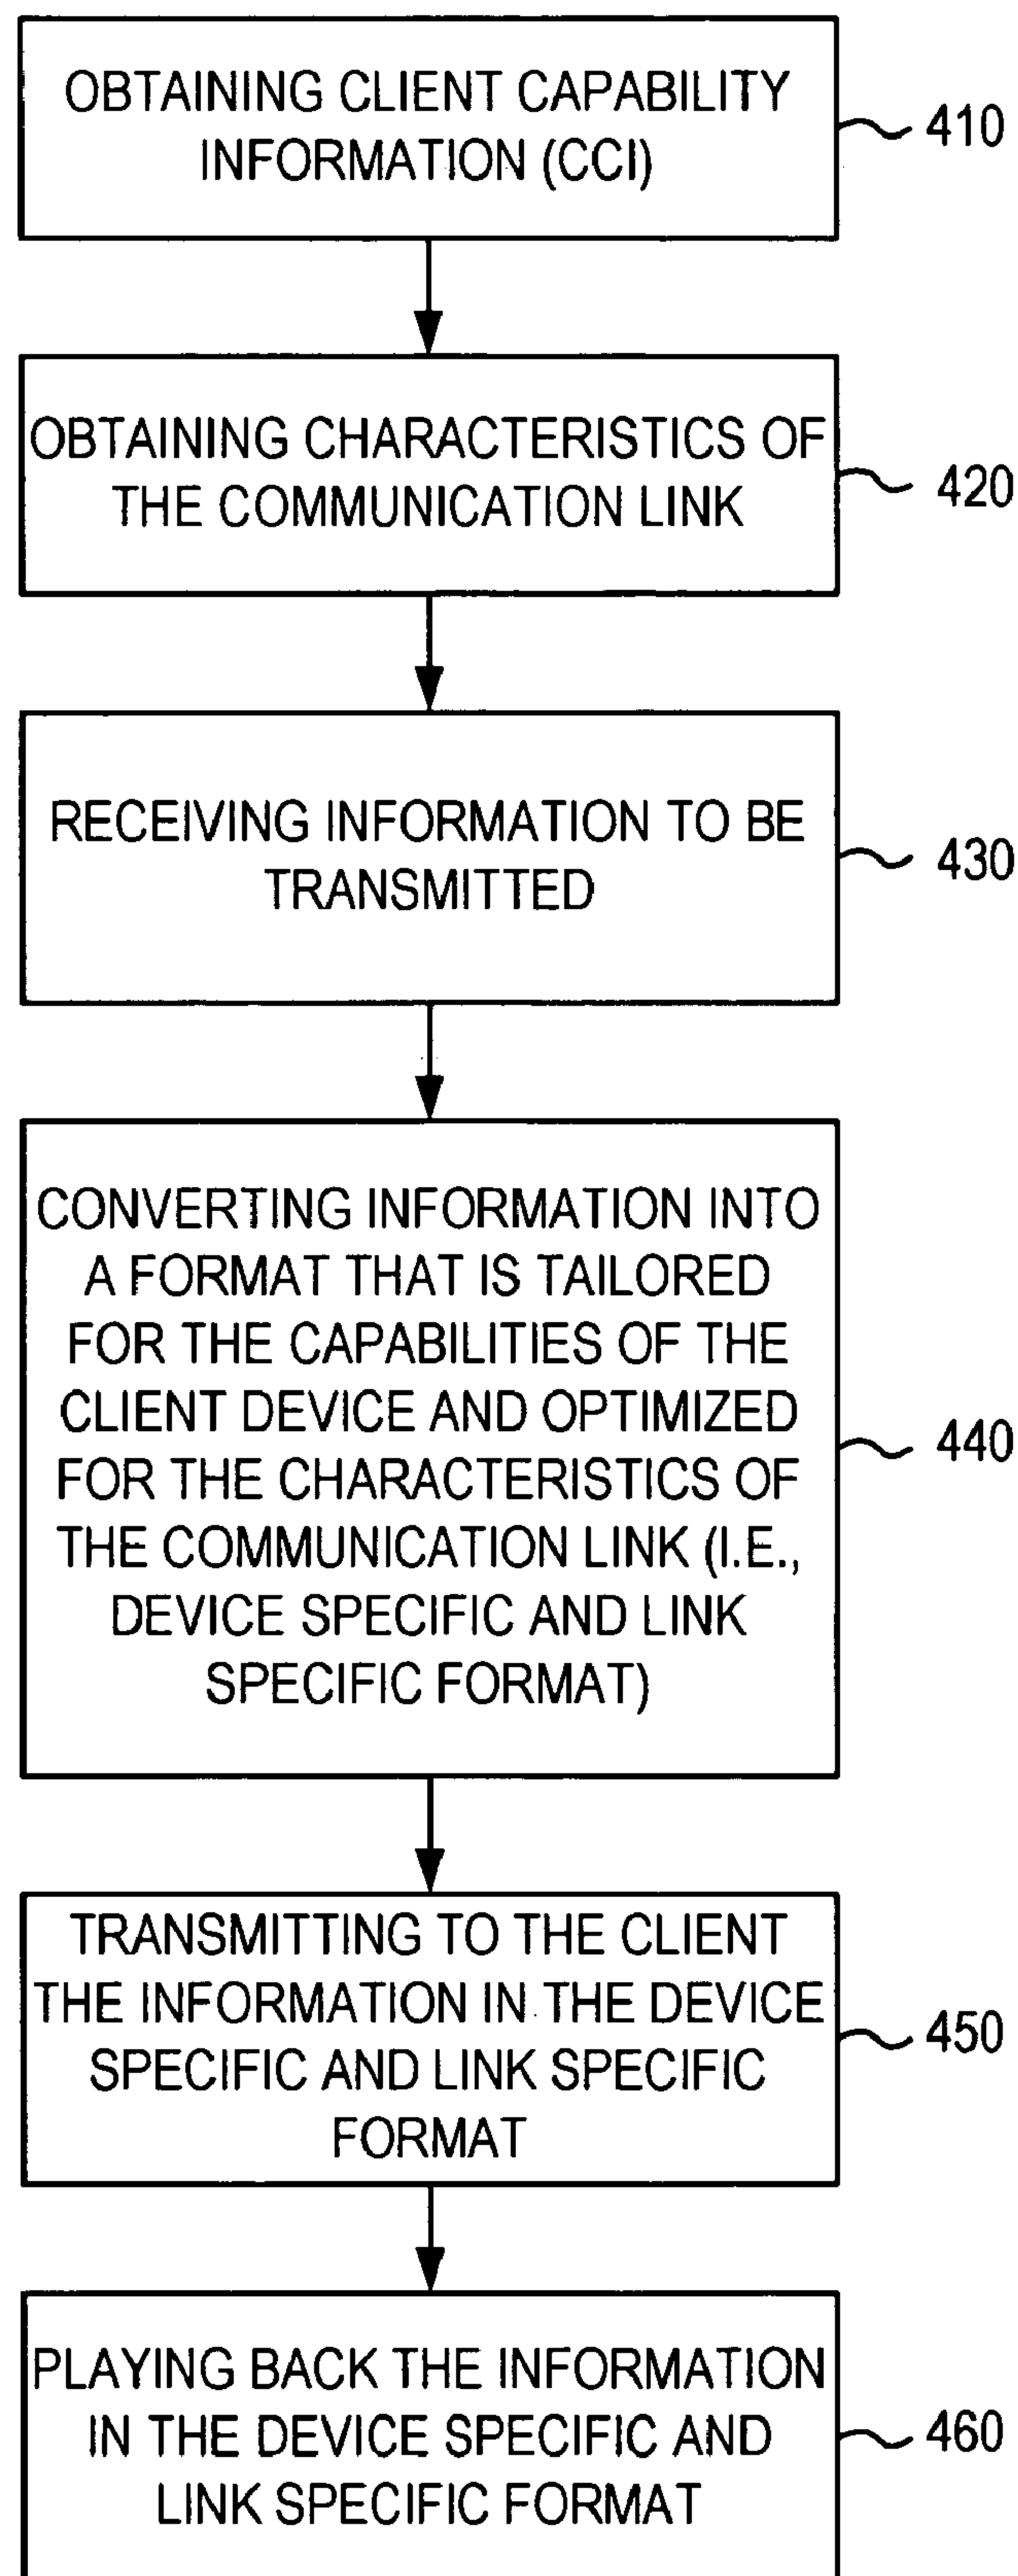 OBTAINING CLIENT CAPABILITY
INFORMATION (CCI)
410
OBTAINING CHARACTERISTICS OF
THE COMMUNICATION LINK
420
RECEIVING INFORMATION TO BE
TRANSMITTED
430
CONVERTING INFORMATION INTO
A FORMAT THAT IS TAILORED
FOR THE CAPABILITIES OF THE
CLIENT DEVICE AND OPTIMIZED
FOR THE CHARACTERISTICS OF
THE COMMUNICATION LINK (I.E.,
DEVICE SPECIFIC AND LINK
SPECIFIC FORMAT)
440
TRANSMITTING TO THE CLIENT
THE INFORMATION IN THE DEVICE
SPECIFIC AND LINK SPECIFIC
FORMAT
450
PLAYING BACK THE INFORMATION
IN THE DEVICE SPECIFIC AND
LINK SPECIFIC FORMAT
460